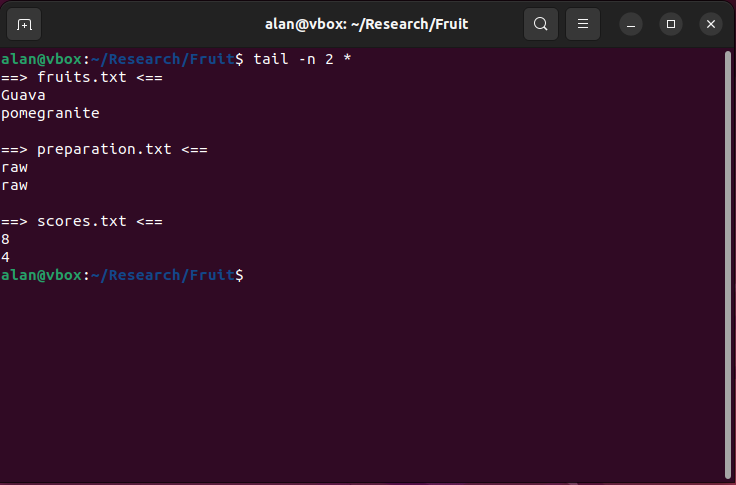 alan@vbox: ~/Research/Fruit
alan@vbox:~/Research/Fruit$ tail -n 2 *
==> fruits.txt <==
Guava
pomegranite

==> preparation.txt <==
raw
raw

==> scores.txt <==
8
4
alan@vbox:~/Research/Fruit$